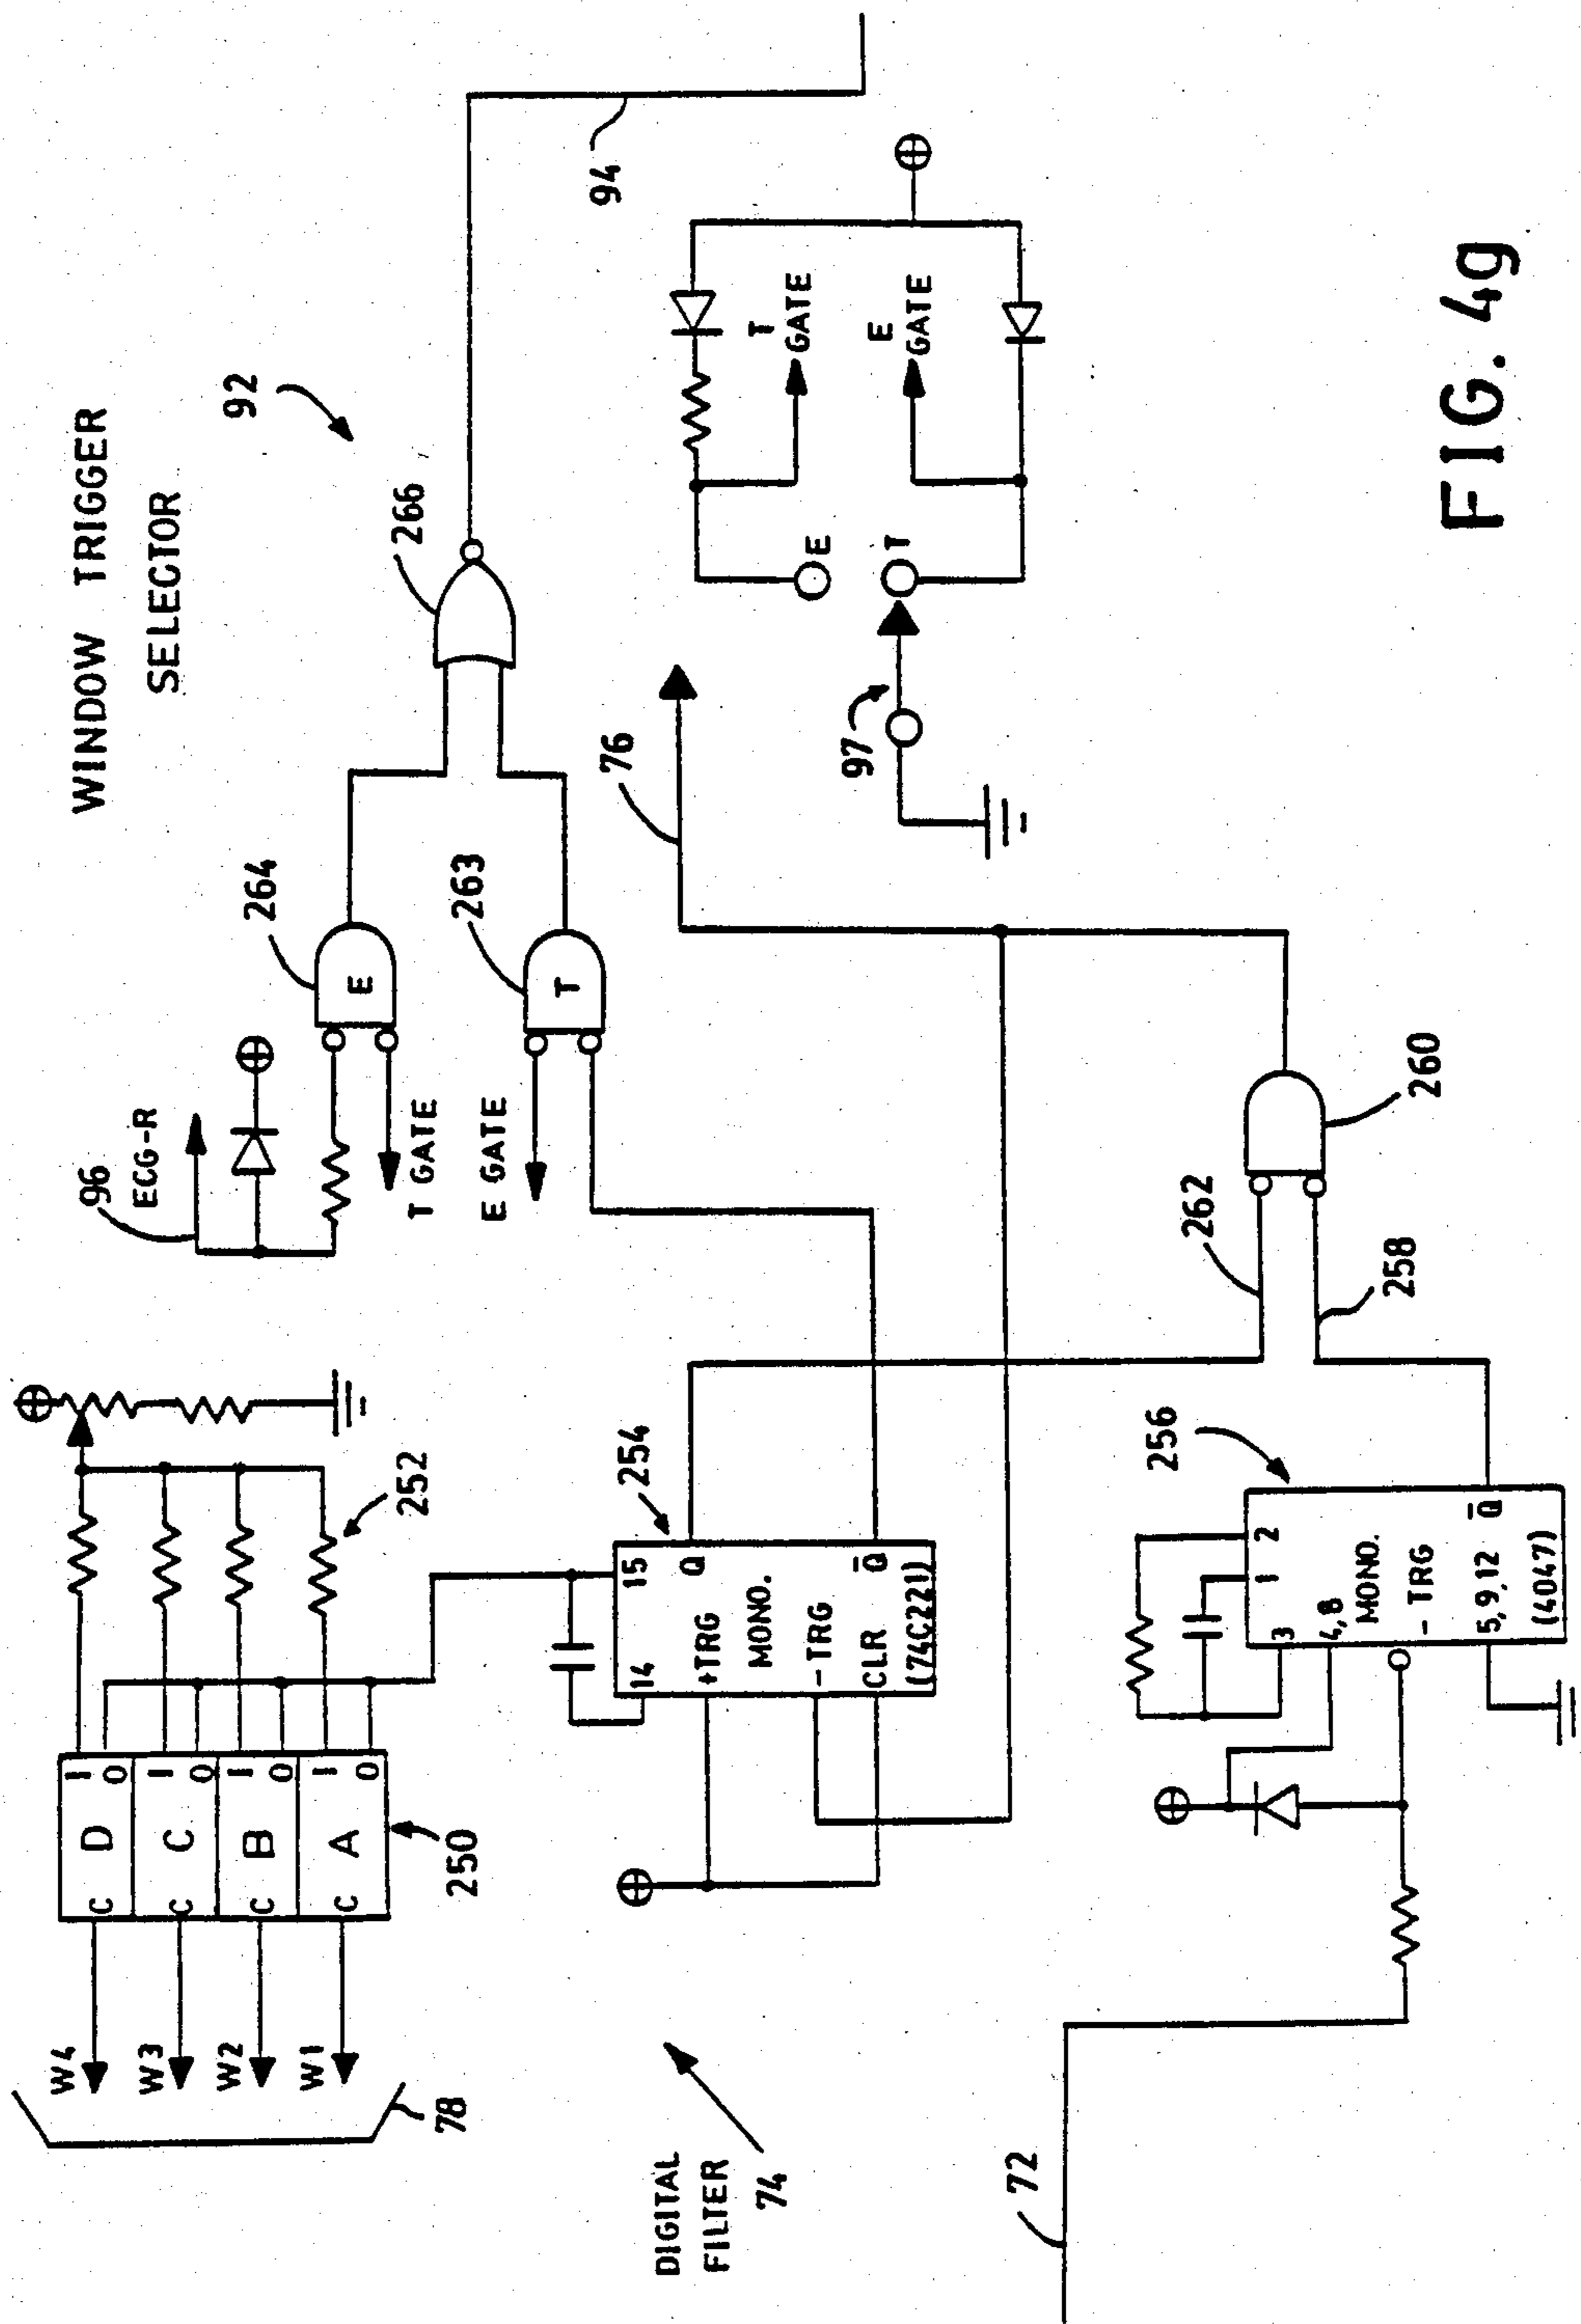 WINDOW TRIGGER
SELECTOR
92
266
94
264
E
263
T
96
ECG-R
T GATE
E GATE
76
97
E
T
T
GATE
E
GATE
W4
W3
W2
W1
78
C D I O
C C I O
C B I O
C A I O
250
252
254
14 15
+TRG Q
MONO.
-TRG
CLR Q̅
(74C221)
262
258
260
256
3 1 2
4,8
MONO.
-TRG
5,9,12 Q̅
(4047)
DIGITAL
FILTER
74
72
FIG. 4g